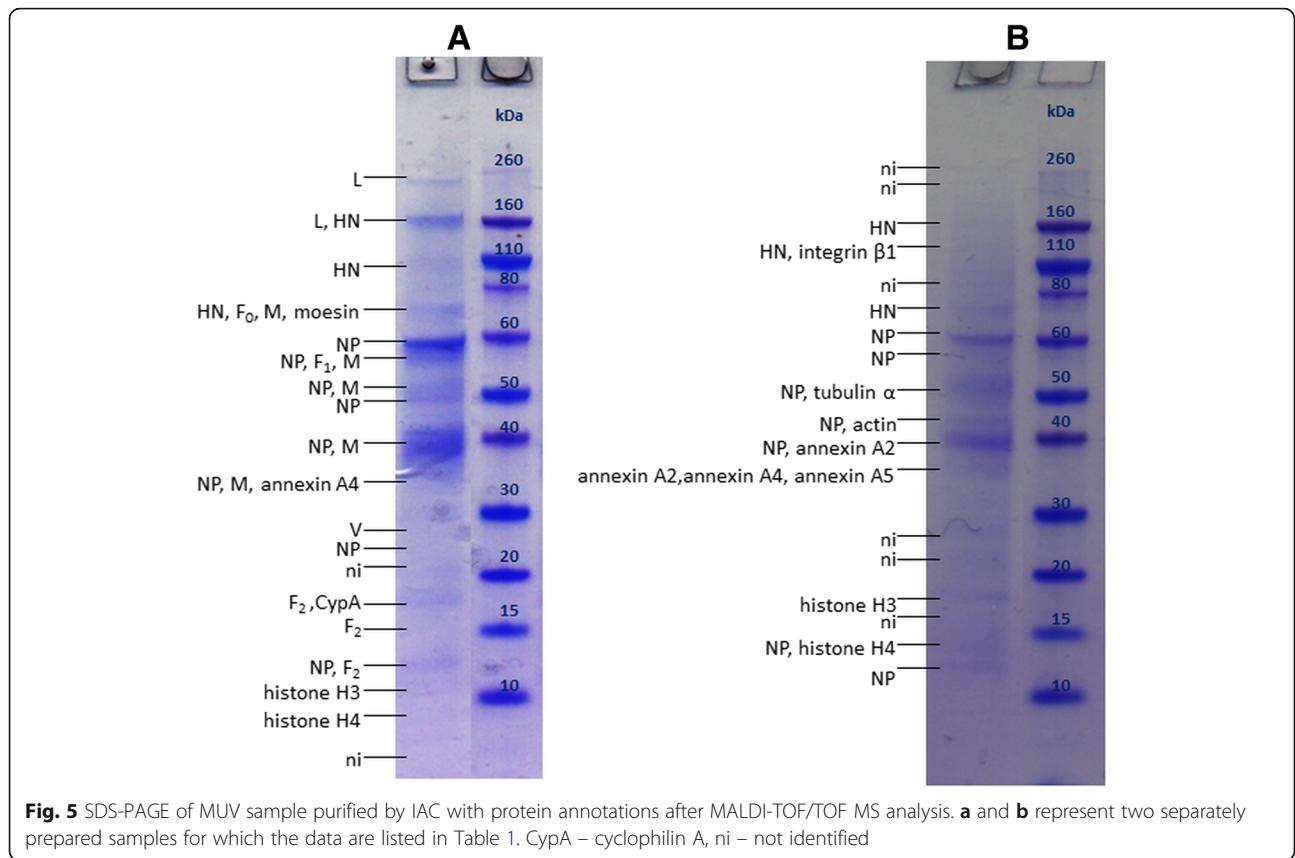 A
B
kDa
260
160
110
80
60
50
40
30
20
15
10
L
L, HN
HN
HN, F₀, M, moesin
NP
NP, F₁, M
NP, M
NP
NP, M
NP, M, annexin A4
V
NP
ni
F₂,CypA
F₂
NP, F₂
histone H3
histone H4
ni
kDa
260
160
110
80
60
50
40
30
20
15
10
ni
ni
HN
HN, integrin β1
ni
HN
NP
NP
NP, tubulin α
NP, actin
NP, annexin A2
annexin A2,annexin A4, annexin A5
ni
ni
histone H3
ni
NP, histone H4
NP
Fig. 5 SDS-PAGE of MUV sample purified by IAC with protein annotations after MALDI-TOF/TOF MS analysis. a and b represent two separately
prepared samples for which the data are listed in Table 1. CypA – cyclophilin A, ni – not identified